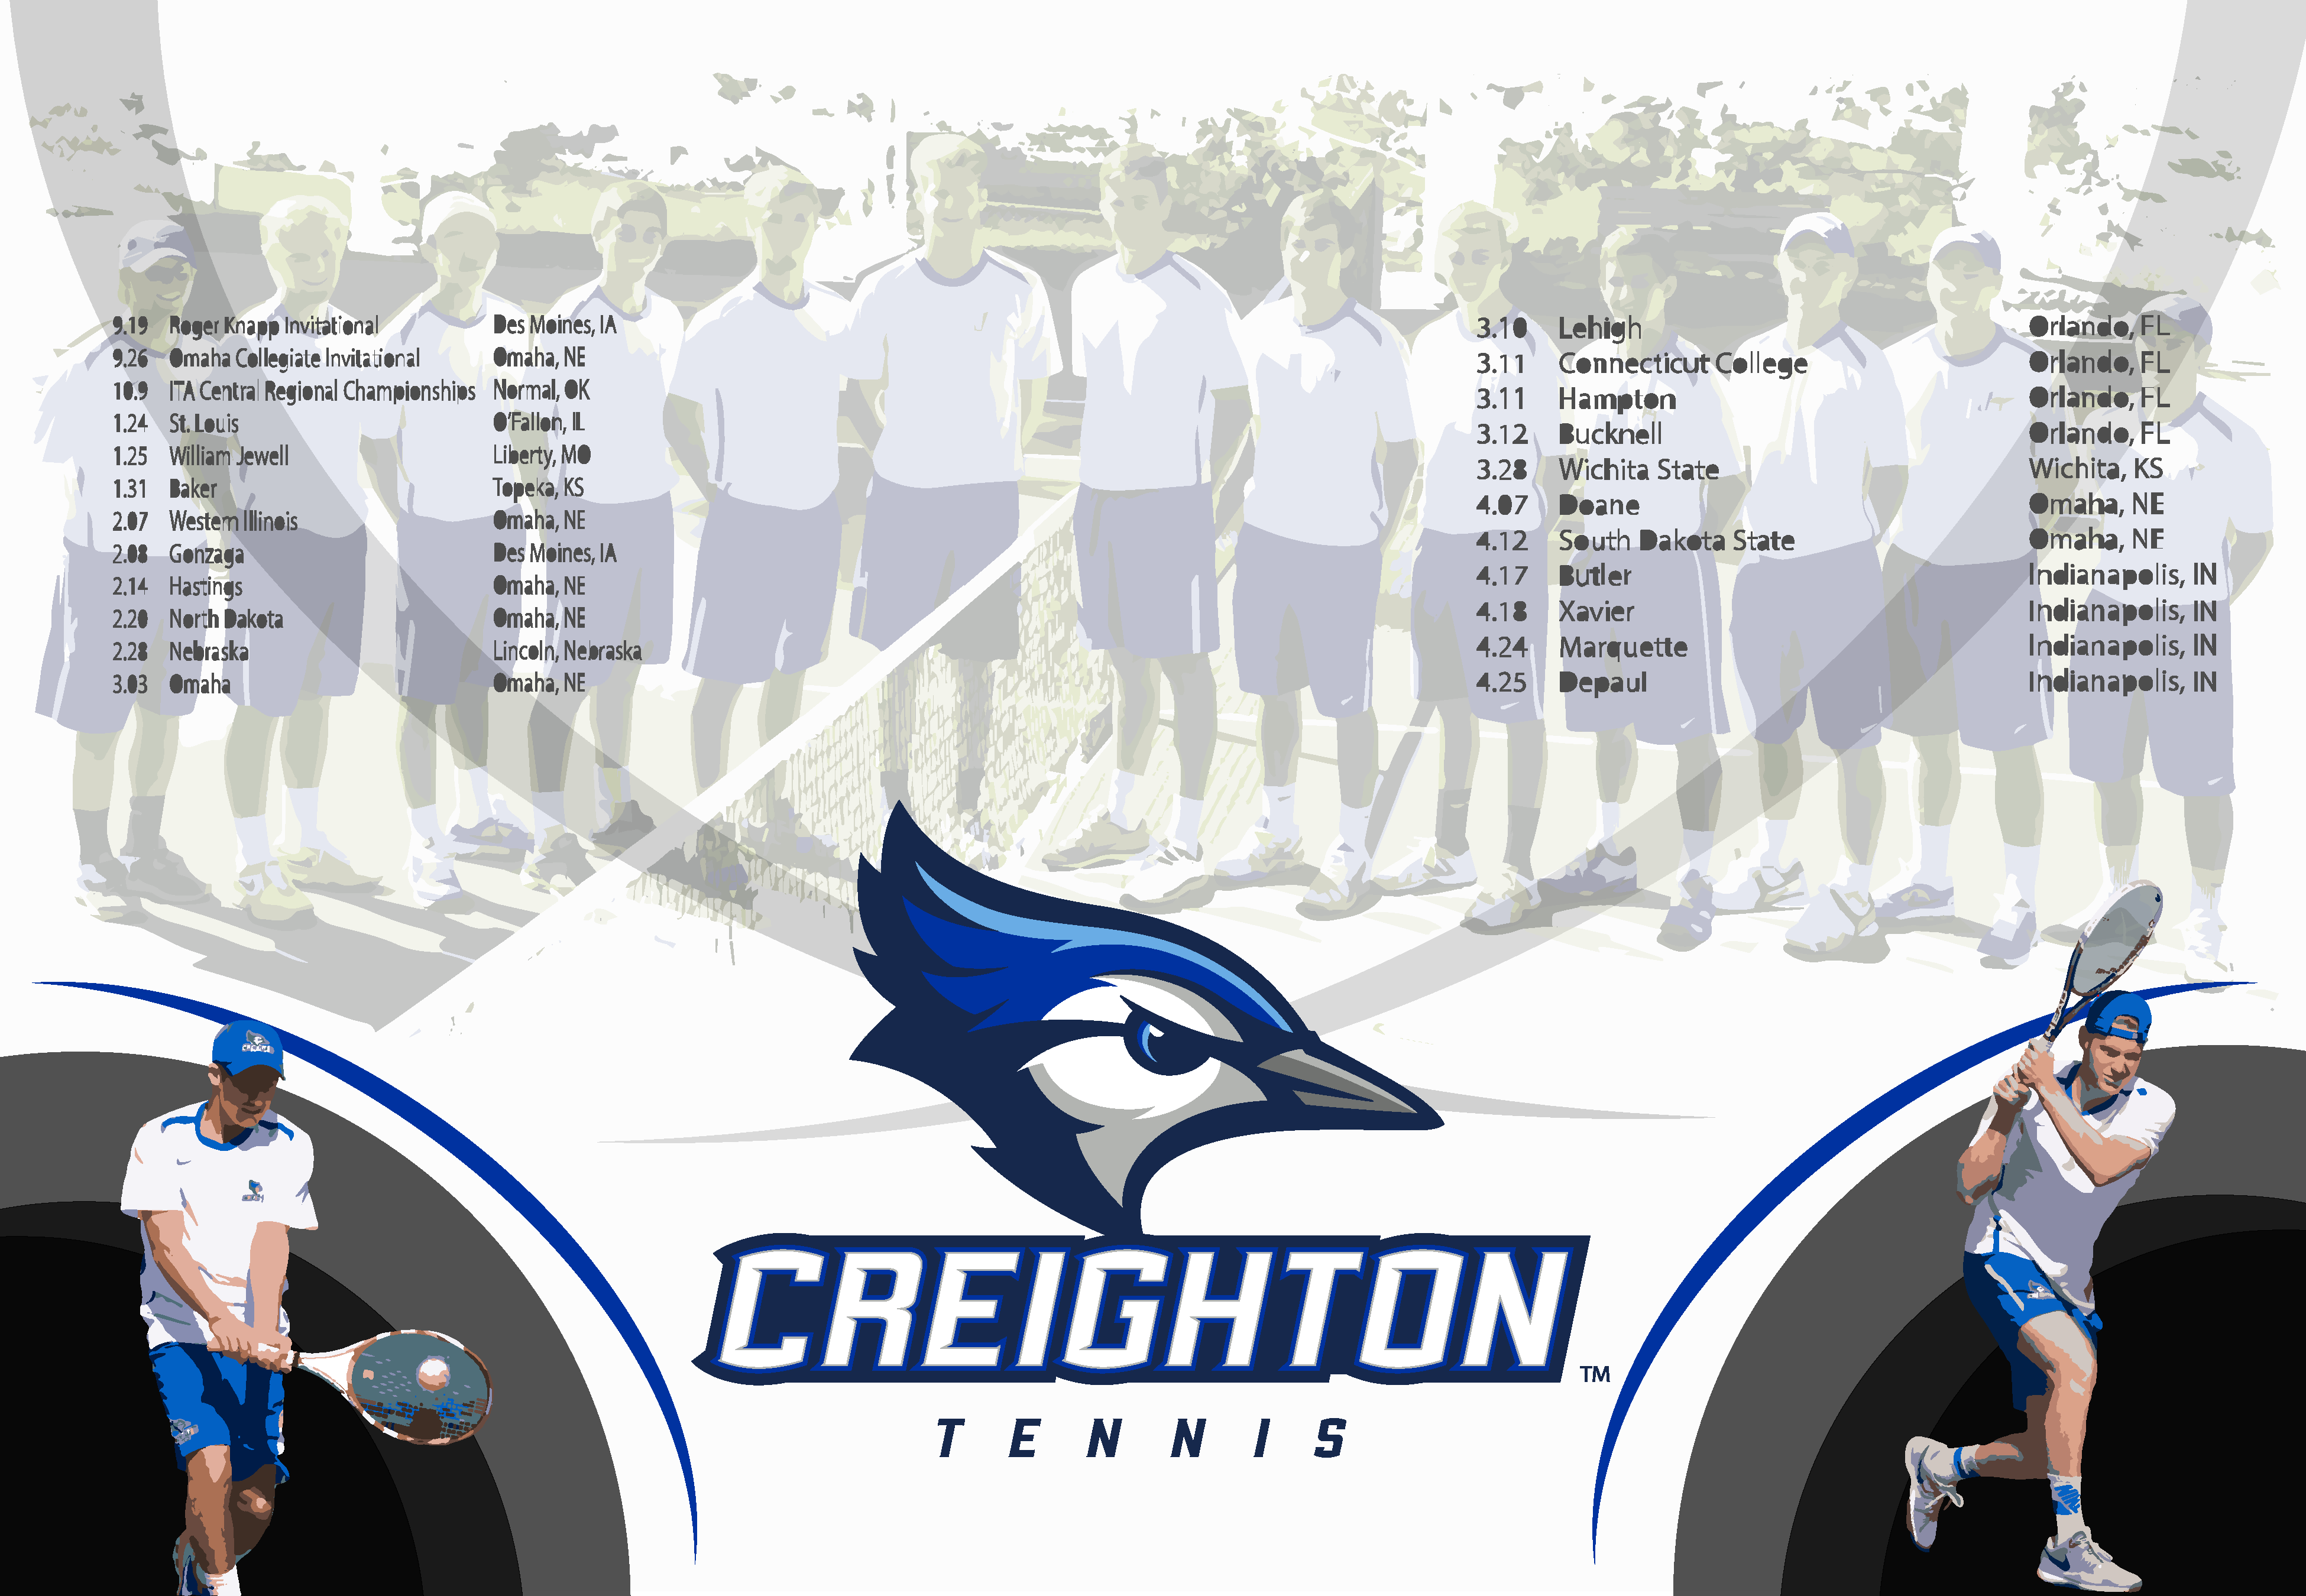 9.19 Roger Knapp Invitational Des Moines, IA
9.26 Omaha Collegiate Invitational Omaha, NE
10.9 ITA Central Regional Championships Normal, OK
1.24 St. Louis O'Fallon, IL
1.25 William Jewell Liberty, MO
1.31 Baker Topeka, KS
2.07 Western Illinois Omaha, NE
2.08 Gonzaga Des Moines, IA
2.14 Hastings Omaha, NE
2.20 North Dakota Omaha, NE
2.28 Nebraska Lincoln, Nebraska
3.03 Omaha Omaha, NE
3.10 Lehigh Orlando, FL
3.11 Connecticut College Orlando, FL
3.11 Hampton Orlando, FL
3.12 Bucknell Orlando, FL
3.28 Wichita State Wichita, KS
4.07 Doane Omaha, NE
4.12 South Dakota State Omaha, NE
4.17 Butler Indianapolis, IN
4.18 Xavier Indianapolis, IN
4.24 Marquette Indianapolis, IN
4.25 Depaul Indianapolis, IN
CREIGHTON TM
TENNIS